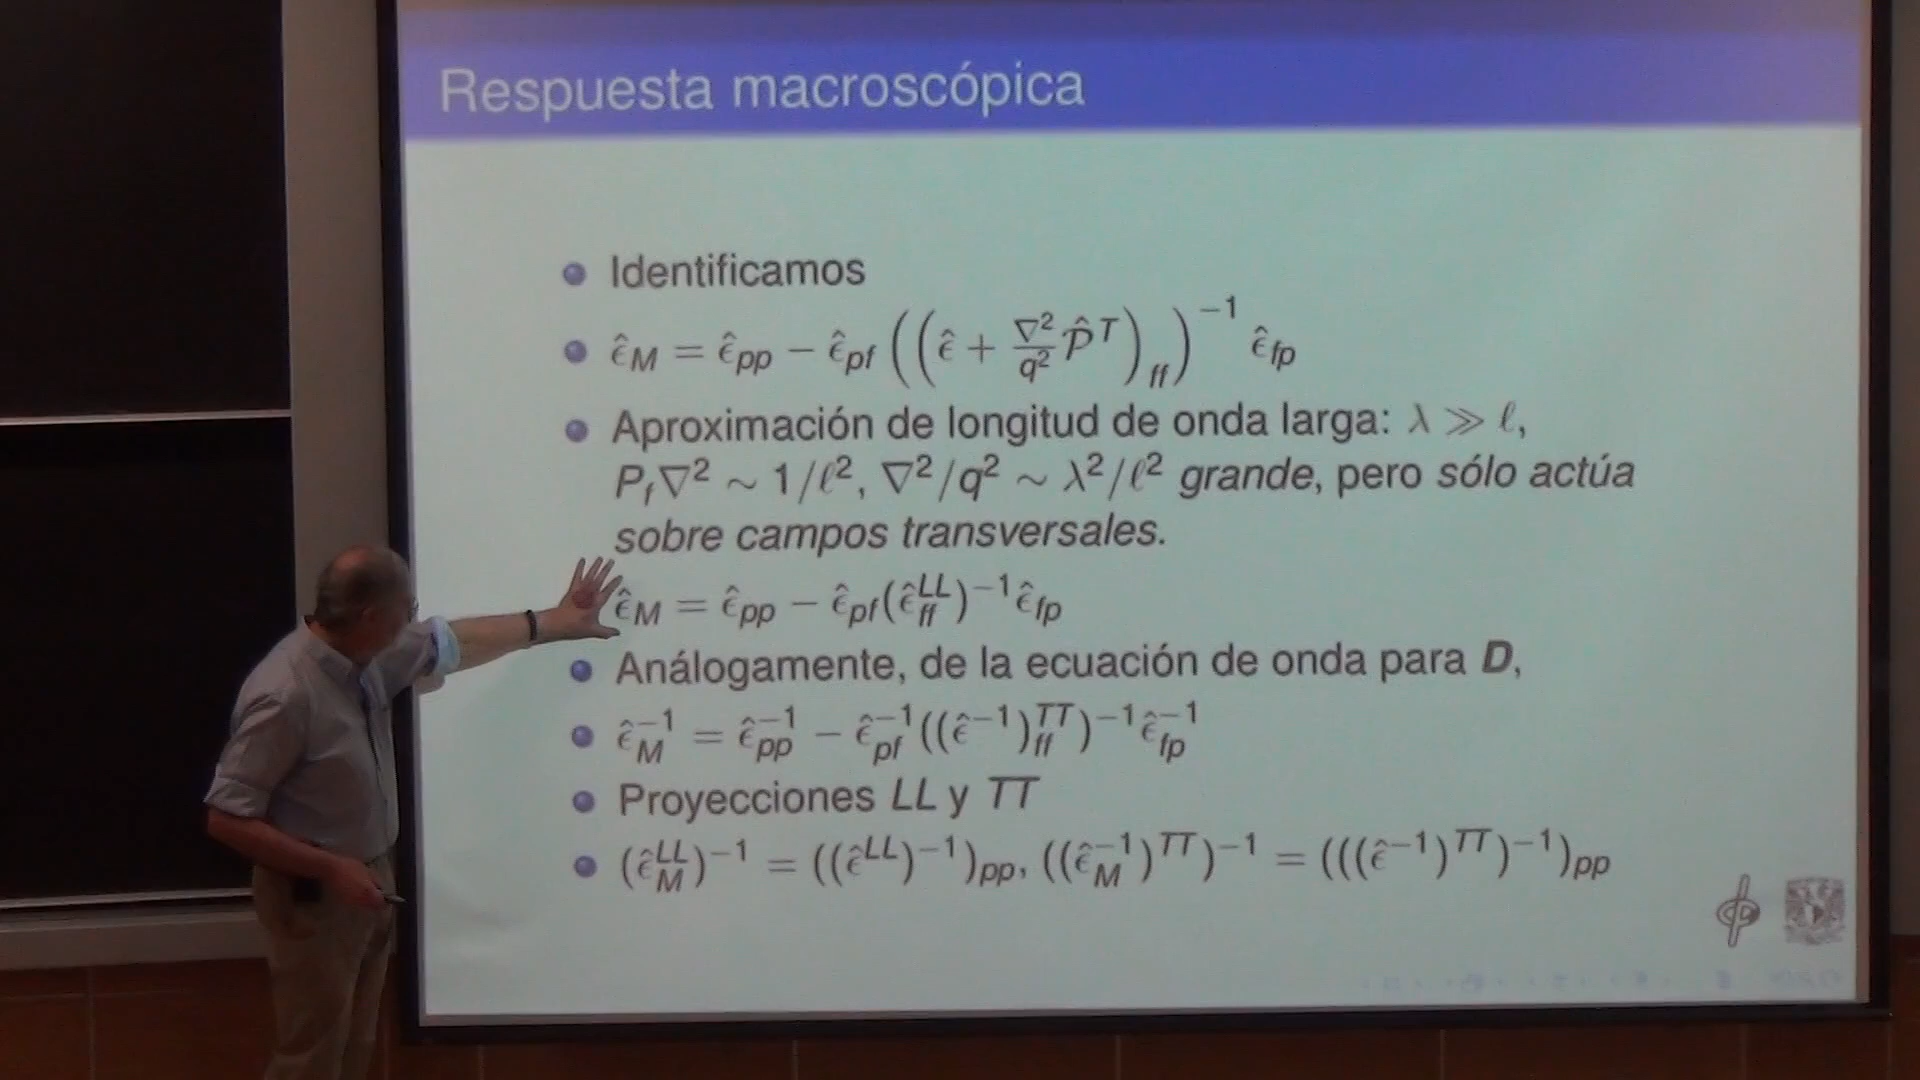 Respuesta macroscópica
Identificamos
ε̂_M = ε̂_pp − ε̂_pf ((ε̂ + ∇²/q² 𝒫̂^T)_ff)^−1 ε̂_fp
Aproximación de longitud de onda larga: λ ≫ ℓ,
P_f∇² ∼ 1/ℓ², ∇²/q² ∼ λ²/ℓ² grande, pero sólo actúa
sobre campos transversales.
ε̂_M = ε̂_pp − ε̂_pf(ε̂_ff^LL)^−1 ε̂_fp
Análogamente, de la ecuación de onda para D,
ε̂_M^−1 = ε̂_pp^−1 − ε̂_pf^−1((ε̂^−1)_ff^TT)^−1 ε̂_fp^−1
Proyecciones LL y TT
(ε̂_M^LL)^−1 = ((ε̂^LL)^−1)_pp, ((ε̂_M^−1)^TT)^−1 = (((ε̂^−1)^TT)^−1)_pp